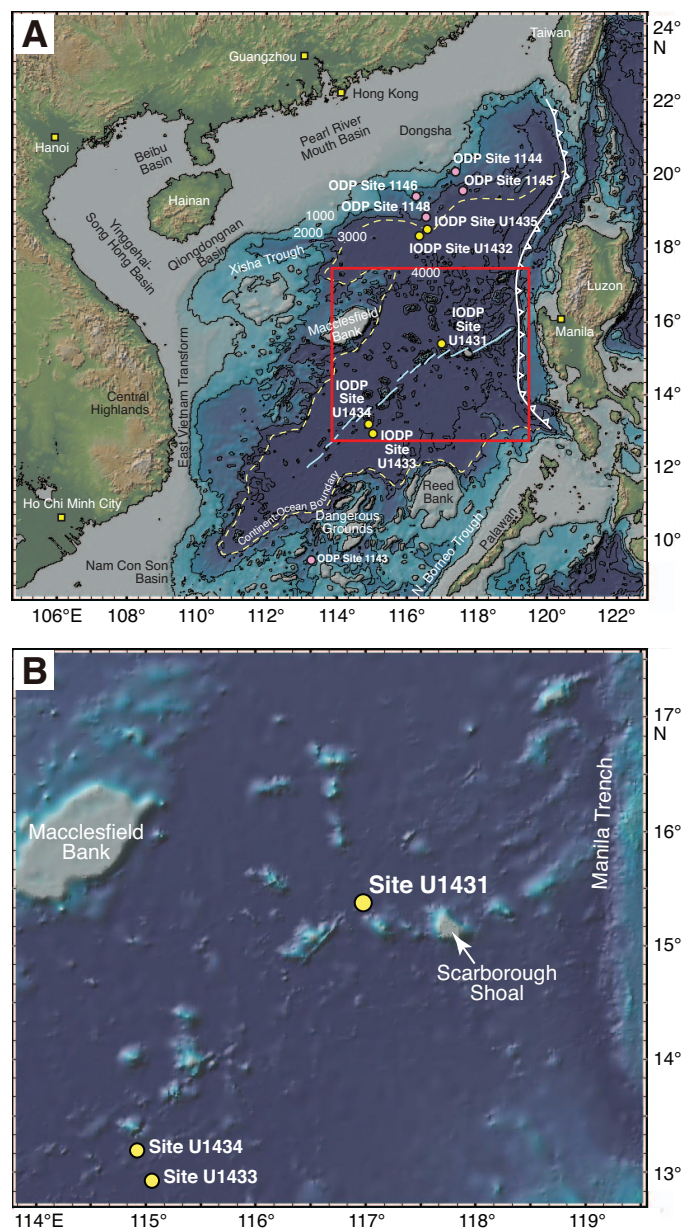 A
24°
N
Taiwan
Guangzhou
Hong Kong
22°
Pearl River
Mouth Basin
Dongsha
Hanoi
Beibu
Basin
ODP Site 1144
20°
ODP Site 1145
ODP Site 1146
Hainan
ODP Site 1148
1000
IODP Site U1435
2000
3000
Yinggehai-
Song Hong Basin
Qiongdongnan
Basin
IODP Site U1432
18°
Xisha Trough
4000
Luzon
Macclesfield
Bank
IODP
Site
U1431
16°
Manila
East Vietnam Transform
Central
Highlands
IODP
Site
U1434
14°
IODP
Site
U1433
12°
Continent-Ocean Boundary
Reed
Bank
Ho Chi Minh City
Dangerous
Grounds
N. Borneo Trough
Palawan
10°
ODP Site 1143
Nam Con Son
Basin
106°E
108°
110°
112°
114°
116°
118°
120°
122°
B
17°
N
Manila Trench
Macclesfield
Bank
16°
Site U1431
15°
Scarborough
Shoal
14°
Site U1434
Site U1433
13°
114°E
115°
116°
117°
118°
119°